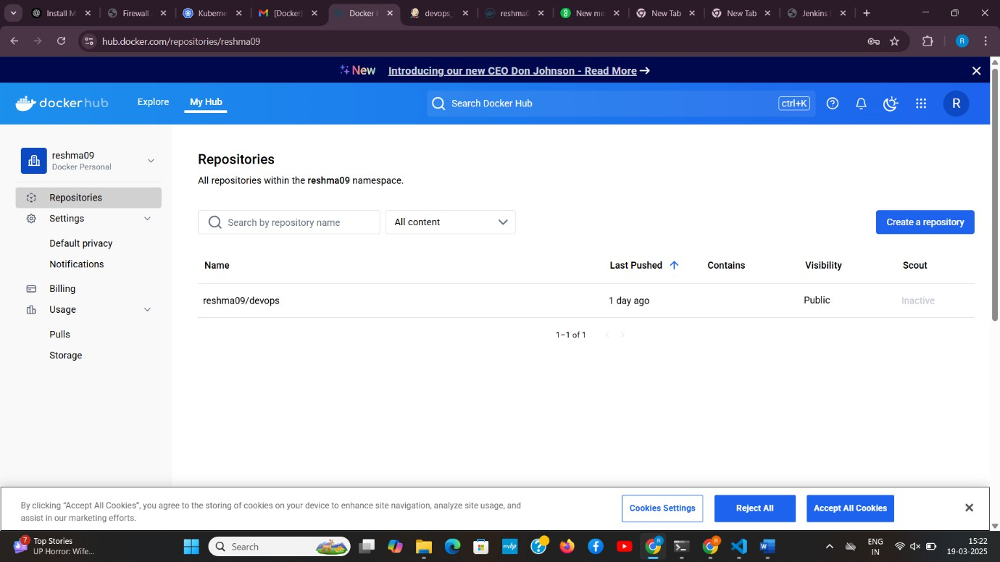 Install M
Firewall
Kuberne
[Docker]
Docker
devops_
reshma0
New me
New Tab
New Tab
Jenkins
hub.docker.com/repositories/reshma09
R
New Introducing our new CEO Don Johnson - Read More →
dockerhub
Explore
My Hub
Search Docker Hub
ctrl+K
R
reshma09
Docker Personal
Repositories
Settings
Default privacy
Notifications
Billing
Usage
Pulls
Storage
Repositories
All repositories within the reshma09 namespace.
Search by repository name
All content
Create a repository
Name Last Pushed Contains Visibility Scout
reshma09/devops 1 day ago Public Inactive
1–1 of 1
By clicking “Accept All Cookies”, you agree to the storing of cookies on your device to enhance site navigation, analyze site usage, and
assist in our marketing efforts.
Cookies Settings
Reject All
Accept All Cookies
7
Top Stories
UP Horror: Wife...
Search
myhp
R
R
ENG
IN
15:22
19-03-2025